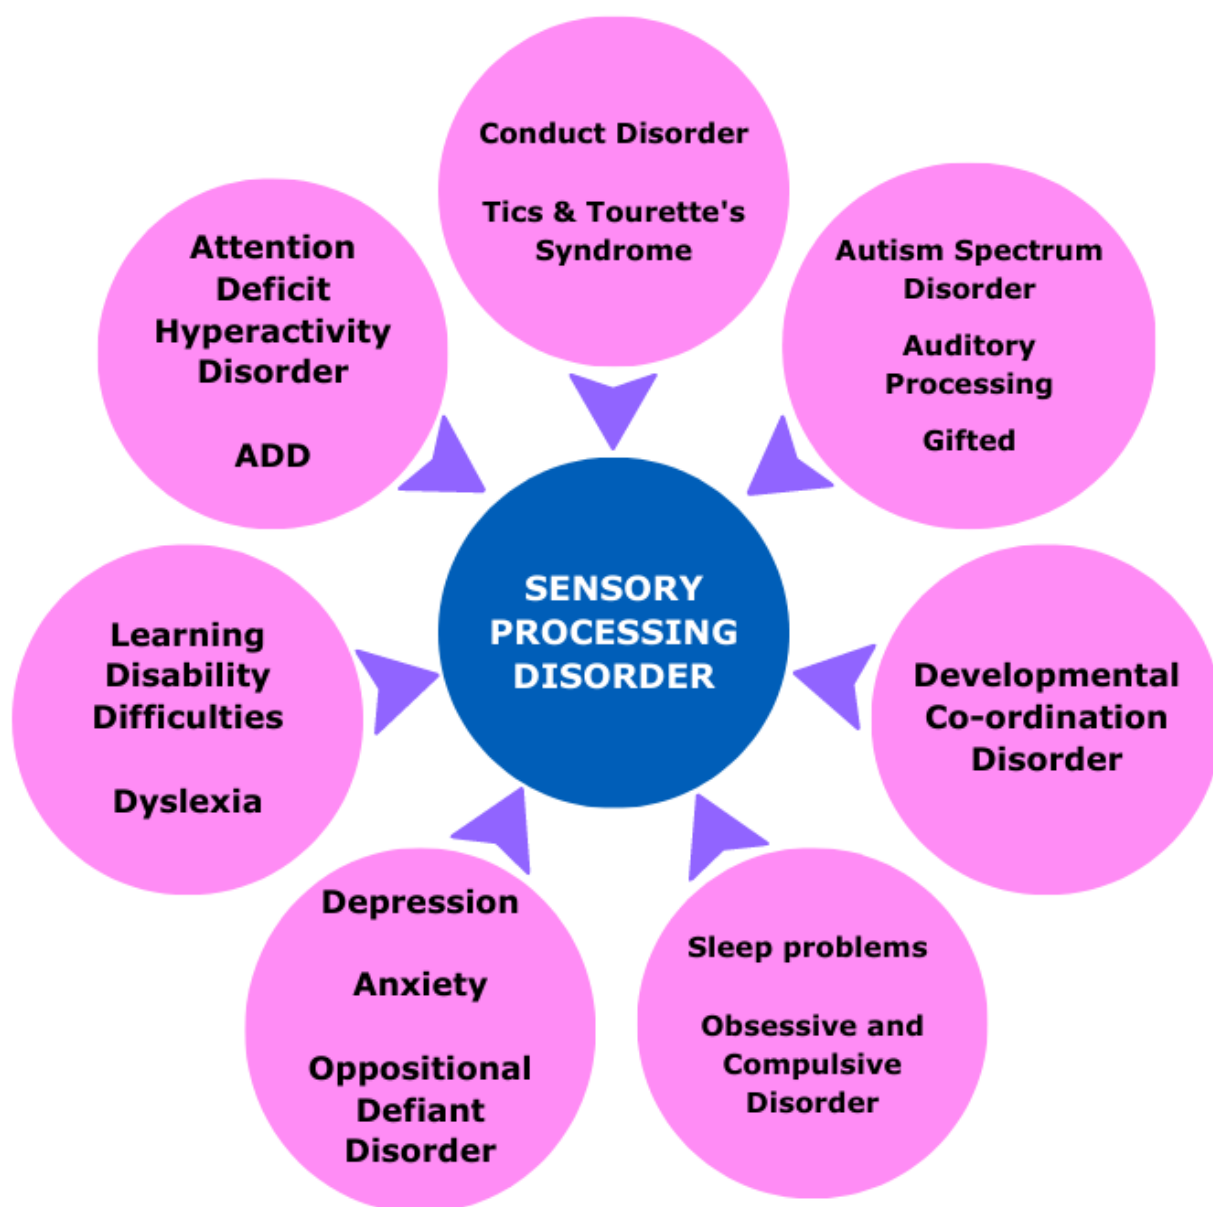 Conduct Disorder
Tics & Tourette's
Syndrome
Autism Spectrum
Disorder
Auditory
Processing
Gifted
Developmental
Co-ordination
Disorder
Sleep problems
Obsessive and
Compulsive
Disorder
Depression
Anxiety
Oppositional
Defiant
Disorder
Learning
Disability
Difficulties
Dyslexia
Attention
Deficit
Hyperactivity
Disorder
ADD
SENSORY
PROCESSING
DISORDER